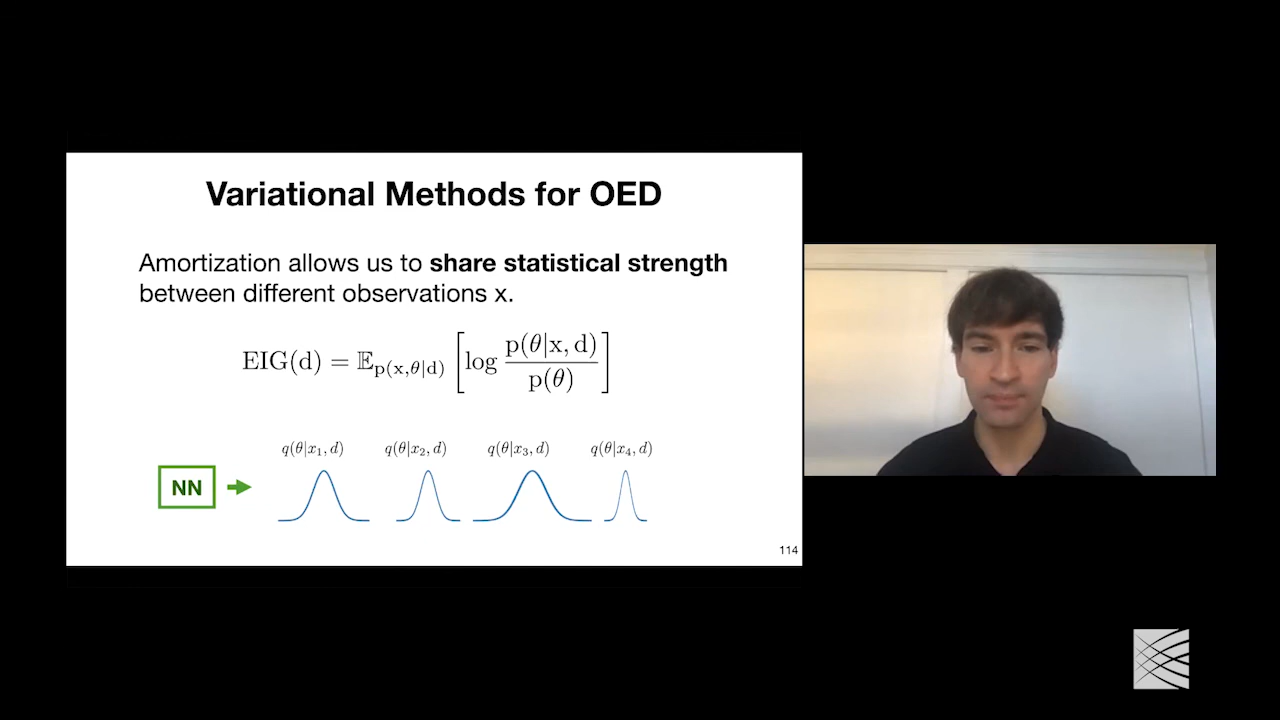 Variational Methods for OED
Amortization allows us to share statistical strength
between different observations x.
EIG(d) = 𝔼p(x,θ|d) [log p(θ|x, d) / p(θ)]
q(θ|x₁, d) q(θ|x₂, d) q(θ|x₃, d) q(θ|x₄, d)
NN
114